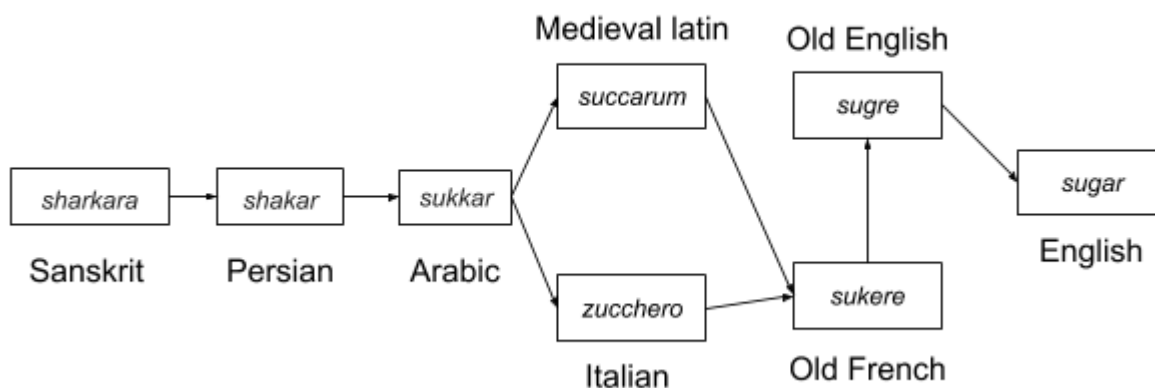 Medieval latin
Old English
succarum
sugre
sharkara
shakar
sukkar
sugar
Sanskrit
Persian
Arabic
English
zucchero
sukere
Italian
Old French